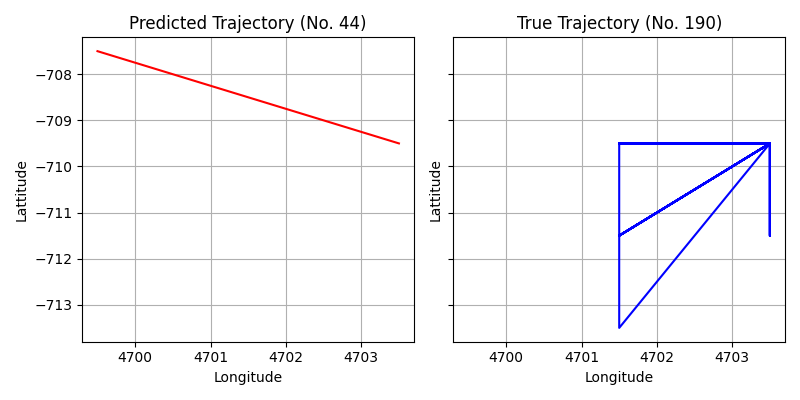 Predicted Trajectory (No. 44)
True Trajectory (No. 190)
Lattitude
−708
−709
−710
−711
−712
−713
4700
4701
4702
4703
Longitude
Lattitude
4700
4701
4702
4703
Longitude